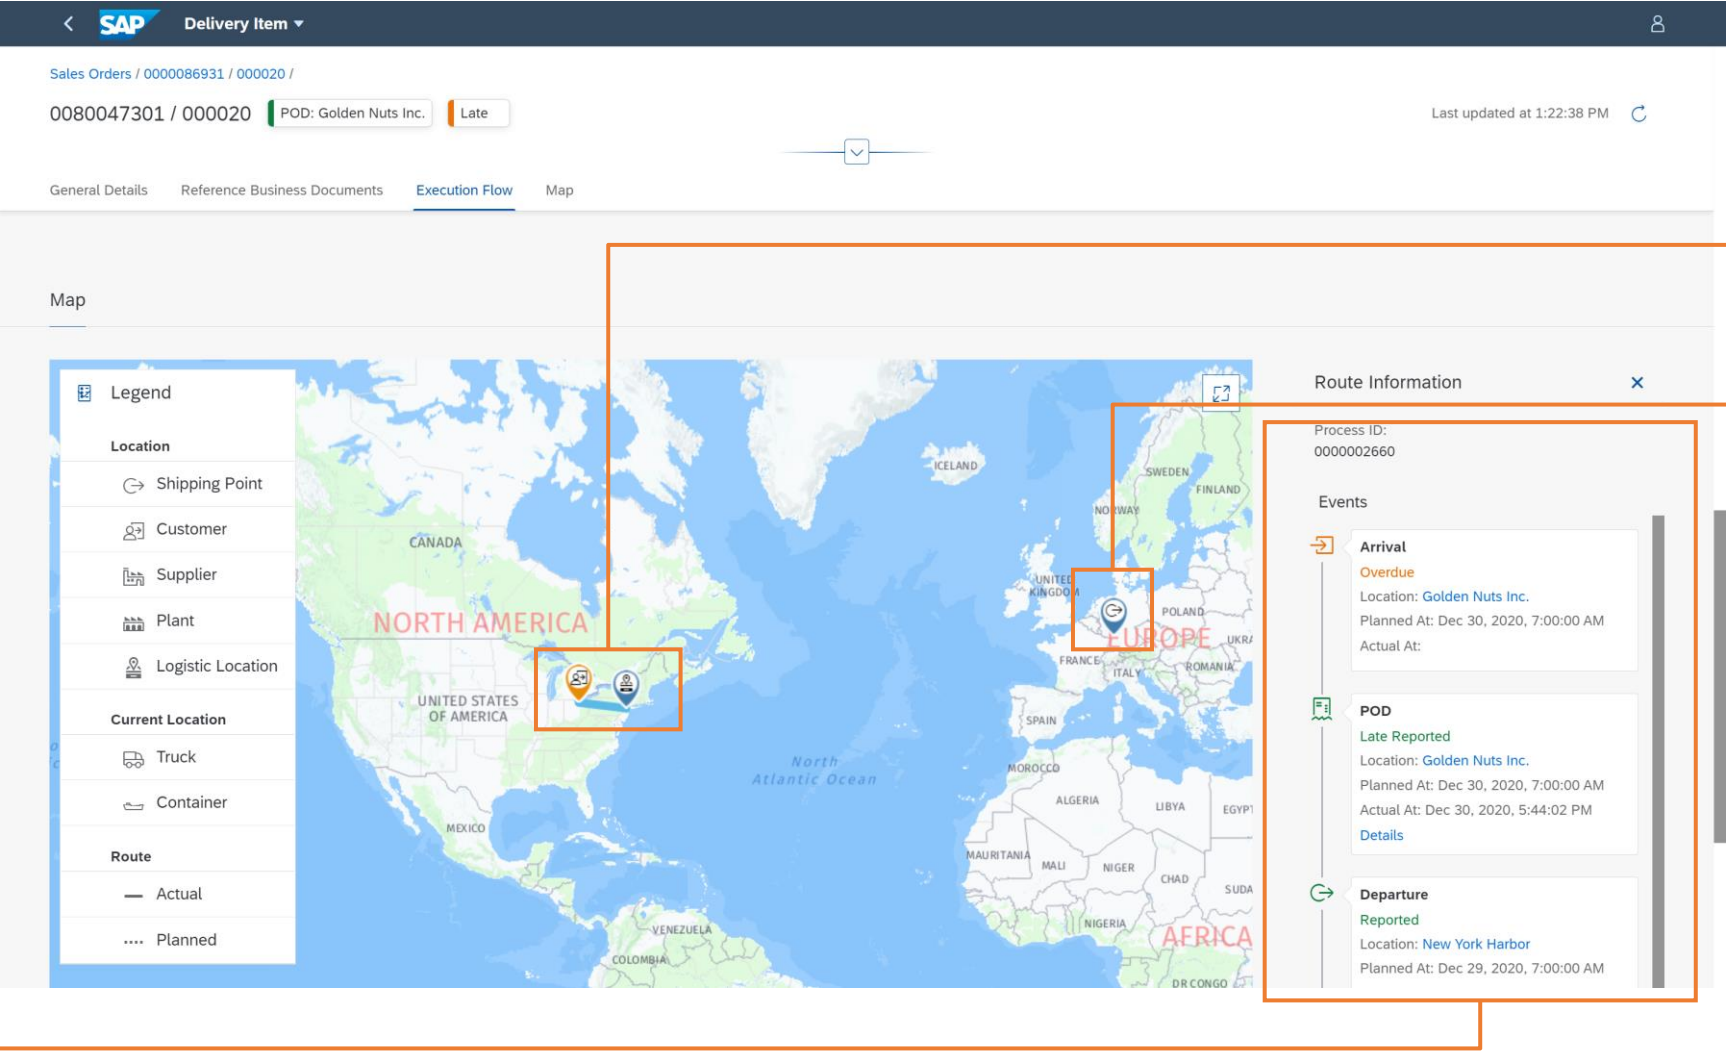 SAP Delivery Item
Sales Orders / 0000086931 / 000020 /
0080047301 / 000020 POD: Golden Nuts Inc. Late
Last updated at 1:22:38 PM
General Details Reference Business Documents Execution Flow Map
Map
Legend
Location
Shipping Point
Customer
Supplier
Plant
Logistic Location
Current Location
Truck
Container
Route
Actual
Planned
ICELAND
SWEDEN
FINLAND
NORWAY
CANADA
UNITED
KINGDOM
POLAND
NORTH AMERICA
EUROPE
UKRA
FRANCE
ITALY
ROMANIA
UNITED STATES
OF AMERICA
SPAIN
North
Atlantic Ocean
MOROCCO
ALGERIA
LIBYA
EGYPT
MEXICO
MAURITANIA
MALI
NIGER
CHAD
SUDA
NIGERIA
AFRICA
VENEZUELA
COLOMBIA
DR CONGO
Route Information
Process ID:
0000002660
Events
Arrival
Overdue
Location: Golden Nuts Inc.
Planned At: Dec 30, 2020, 7:00:00 AM
Actual At:
POD
Late Reported
Location: Golden Nuts Inc.
Planned At: Dec 30, 2020, 7:00:00 AM
Actual At: Dec 30, 2020, 5:44:02 PM
Details
Departure
Reported
Location: New York Harbor
Planned At: Dec 29, 2020, 7:00:00 AM